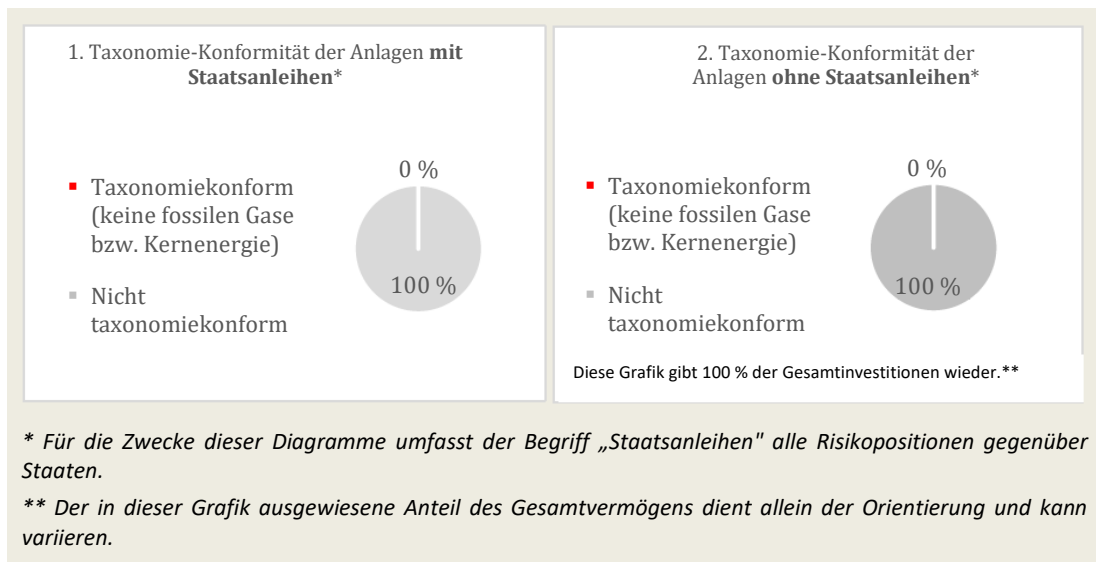 1. Taxonomie-Konformität der Anlagen mit
Staatsanleihen*
0 %
Taxonomiekonform
(keine fossilen Gase
bzw. Kernenergie)
100 %
Nicht
taxonomiekonform
2. Taxonomie-Konformität der
Anlagen ohne Staatsanleihen*
0 %
Taxonomiekonform
(keine fossilen Gase
bzw. Kernenergie)
100 %
Nicht
taxonomiekonform
Diese Grafik gibt 100 % der Gesamtinvestitionen wieder.**
* Für die Zwecke dieser Diagramme umfasst der Begriff „Staatsanleihen" alle Risikopositionen gegenüber
Staaten.
** Der in dieser Grafik ausgewiesene Anteil des Gesamtvermögens dient allein der Orientierung und kann
variieren.